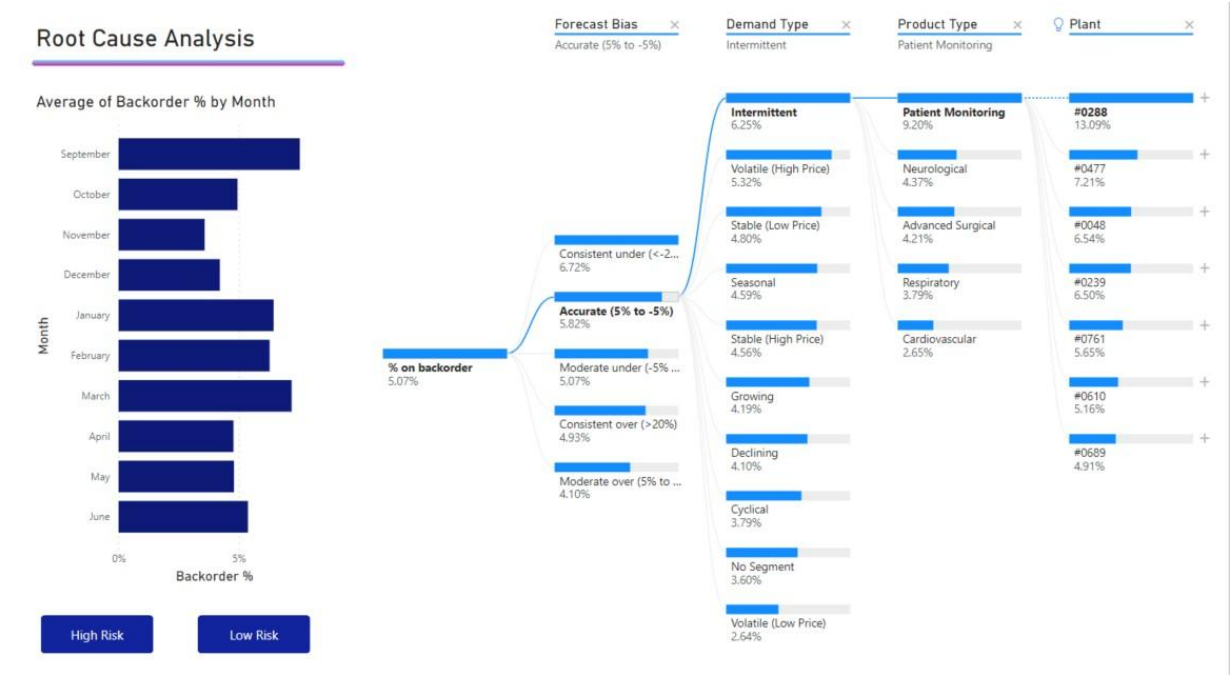 Root Cause Analysis
Average of Backorder % by Month
September
October
November
December
January
February
March
April
May
June
Month
0%
5%
Backorder %
High Risk
Low Risk
% on backorder
5.07%
Forecast Bias
Accurate (5% to -5%)
Consistent under (<-2...
6.72%
Accurate (5% to -5%)
5.82%
Moderate under (-5% ...
5.07%
Consistent over (>20%)
4.93%
Moderate over (5% to ...
4.10%
Demand Type
Intermittent
Intermittent
6.25%
Volatile (High Price)
5.32%
Stable (Low Price)
4.80%
Seasonal
4.59%
Stable (High Price)
4.56%
Growing
4.19%
Declining
4.10%
Cyclical
3.79%
No Segment
3.60%
Volatile (Low Price)
2.64%
Product Type
Patient Monitoring
Patient Monitoring
9.20%
Neurological
4.37%
Advanced Surgical
4.21%
Respiratory
3.79%
Cardiovascular
2.65%
Plant
#0288
13.09%
#0477
7.21%
#0048
6.54%
#0239
6.50%
#0761
5.65%
#0610
5.16%
#0689
4.91%